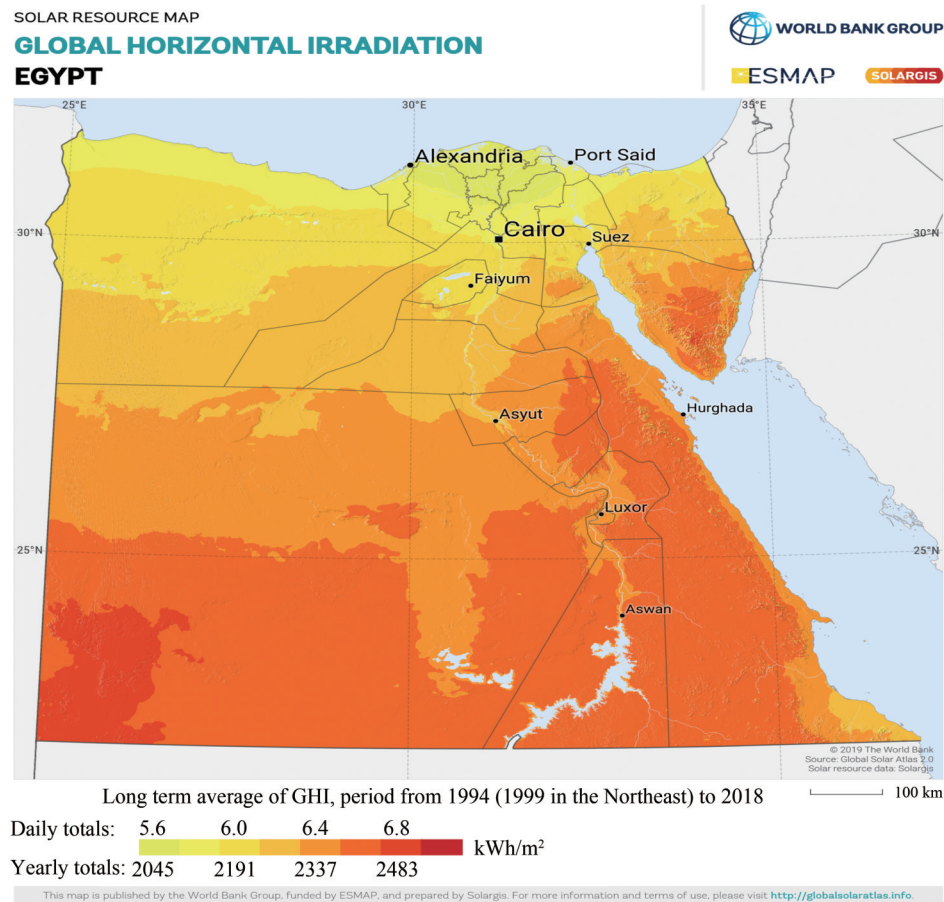 SOLAR RESOURCE MAP
GLOBAL HORIZONTAL IRRADIATION
EGYPT
WORLD BANK GROUP
ESMAP
SOLARGIS
25°E
30°E
35°E
Alexandria
Port Said
30°N
Cairo
Suez
30°N
Faiyum
Hurghada
Asyut
Luxor
25°N
25°N
Aswan
© 2019 The World Bank
Source: Global Solar Atlas 2.0
Solar resource data: Solargis
Long term average of GHI, period from 1994 (1999 in the Northeast) to 2018
100 km
Daily totals: 5.6 6.0 6.4 6.8
kWh/m²
Yearly totals: 2045 2191 2337 2483
This map is published by the World Bank Group, funded by ESMAP, and prepared by Solargis. For more information and terms of use, please visit http://globalsolaratlas.info.